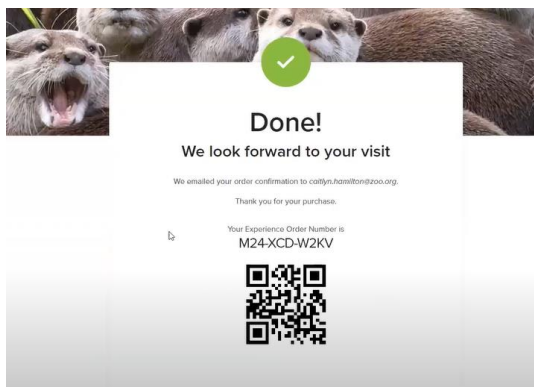 Done!
We look forward to your visit
We emailed your order confirmation to caitlyn.hamilton@zoo.org.
Thank you for your purchase.
Your Experience Order Number is
M24-XCD-W2KV